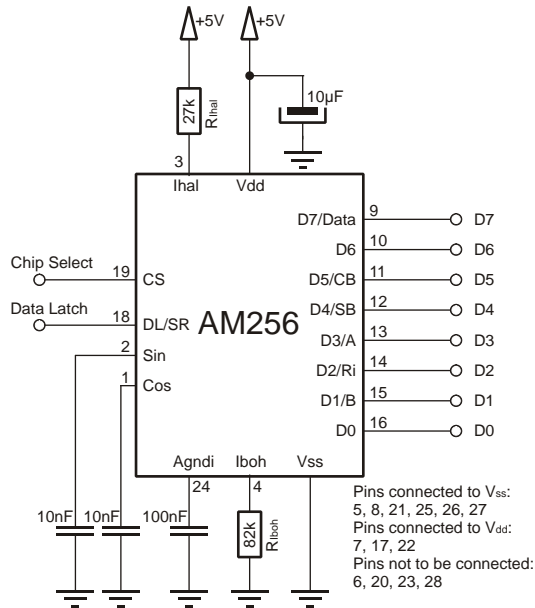 +5V
+5V
27k
RIhal
10µF
3
Ihal
Vdd
D7/Data
9
D7
D6
10
D6
Chip Select
19
CS
D5/CB
11
D5
D4/SB
12
D4
Data Latch
18
DL/SR
AM256
D3/A
13
D3
2
Sin
D2/Ri
14
D2
1
Cos
D1/B
15
D1
D0
16
D0
Agndi
Iboh
Vss
24
4
10nF
10nF
100nF
82k
RIboh
Pins connected to Vss:
5, 8, 21, 25, 26, 27
Pins connected to Vdd:
7, 17, 22
Pins not to be connected:
6, 20, 23, 28